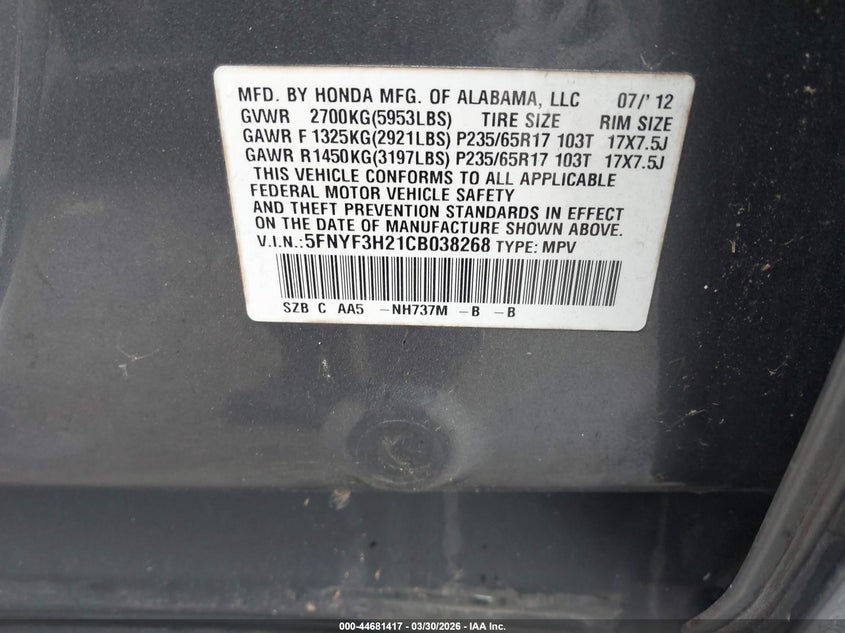 MFD. BY HONDA MFG. OF ALABAMA, LLC 07/' 12
GVWR 2700KG(5953LBS) TIRE SIZE RIM SIZE
GAWR F 1325KG(2921LBS) P235/65R17 103T 17X7.5J
GAWR R1450KG(3197LBS) P235/65R17 103T 17X7.5J
THIS VEHICLE CONFORMS TO ALL APPLICABLE
FEDERAL MOTOR VEHICLE SAFETY
AND THEFT PREVENTION STANDARDS IN EFFECT
ON THE DATE OF MANUFACTURE SHOWN ABOVE.
V.I.N.:5FNYF3H21CB038268 TYPE: MPV
SZB C AA5 -NH737M -B -B
000-44681417 - 03/30/2026 - IAA Inc.